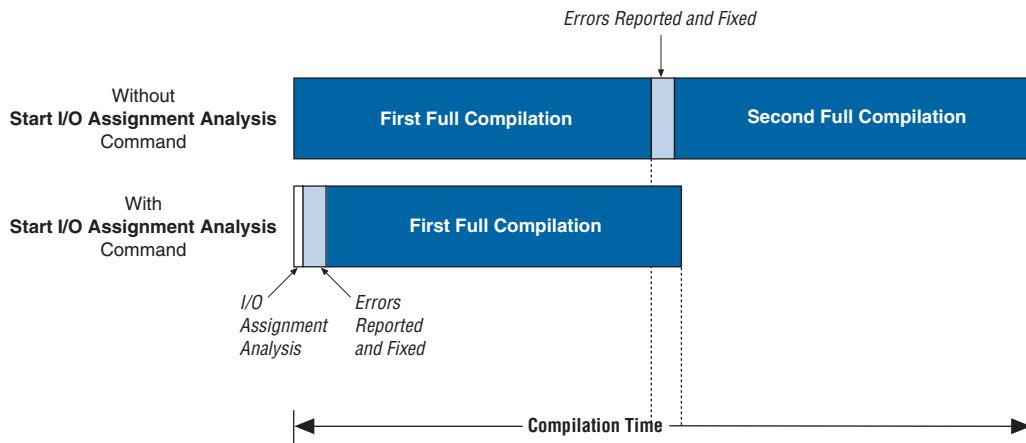 Errors Reported and Fixed
Without
Start I/O Assignment Analysis
Command
First Full Compilation
Second Full Compilation
With
Start I/O Assignment Analysis
Command
First Full Compilation
I/O
Assignment
Analysis
Errors
Reported
and Fixed
Compilation Time